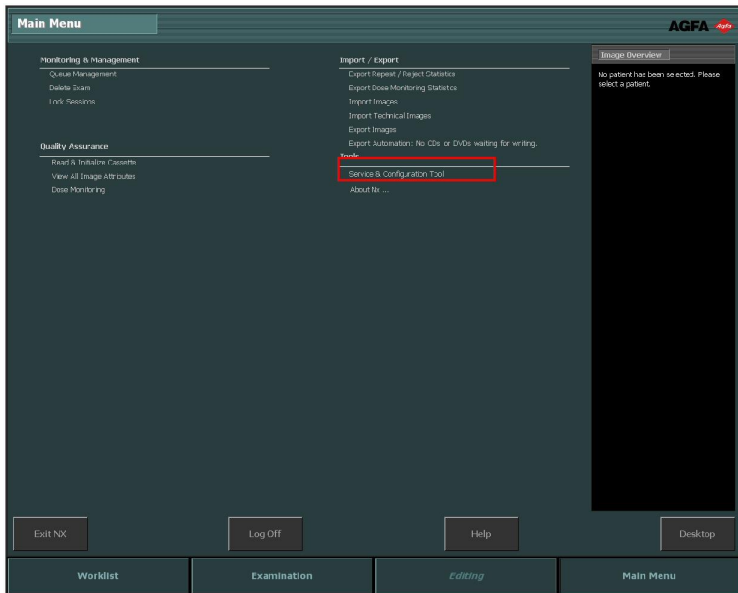 Main Menu
AGFA
Agfa
Monitoring & Management
Queue Management
Delete Exam
Lock Sessions
Quality Assurance
Read & Initialize Cassette
View All Image Attributes
Dose Monitoring
Import / Export
Export Repeat / Reject Statistics
Export Dose Monitoring Statistics
Import Images
Import Technical Images
Export Images
Export Automation: No CDs or DVDs waiting for writing.
Tools
Service & Configuration Tool
About Nx ...
Image Overview
No patient has been selected. Please
select a patient.
Exit NX
Log Off
Help
Desktop
Worklist
Examination
Editing
Main Menu